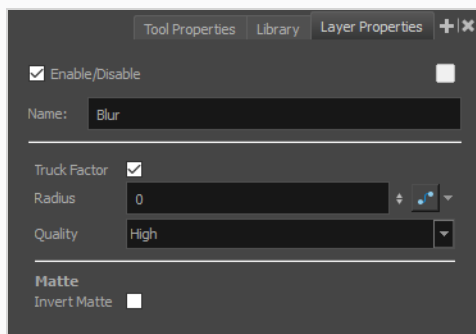 Tool Properties Library Layer Properties
Enable/Disable
Name: Blur
Truck Factor
Radius 0
Quality High
Matte
Invert Matte